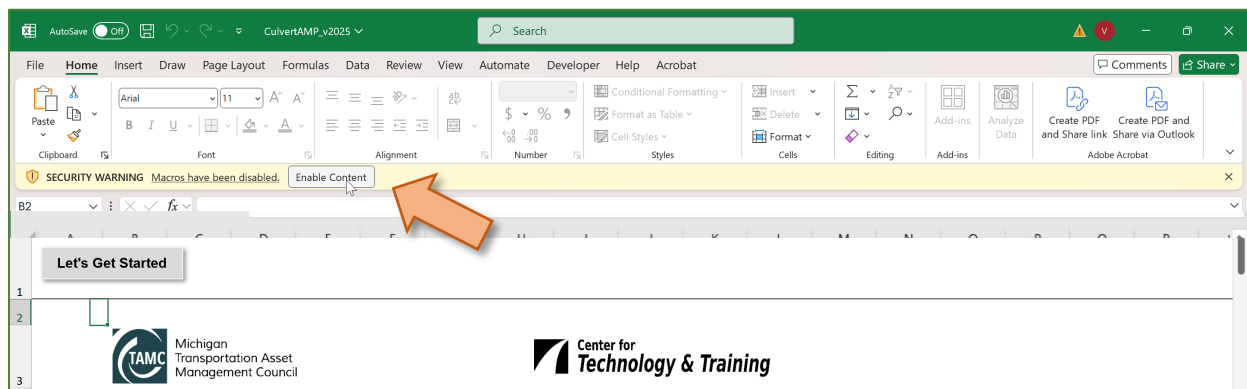 AutoSave Off CulvertAMP_v2025 Search V
File Home Insert Draw Page Layout Formulas Data Review View Automate Developer Help Acrobat Comments Share
Paste Arial 11 A^ A˅ ab $ % 9 Conditional Formatting Insert Σ Add-ins Analyze Data Create PDF and Share link Create PDF and Share via Outlook
B I U A Format as Table Delete
Cell Styles Format
Clipboard Font Alignment Number Styles Cells Editing Add-ins Adobe Acrobat
SECURITY WARNING Macros have been disabled. Enable Content
B2 fx
Let's Get Started
1
2
TAMC
Michigan
Transportation Asset
Management Council
Center for
Technology & Training
3